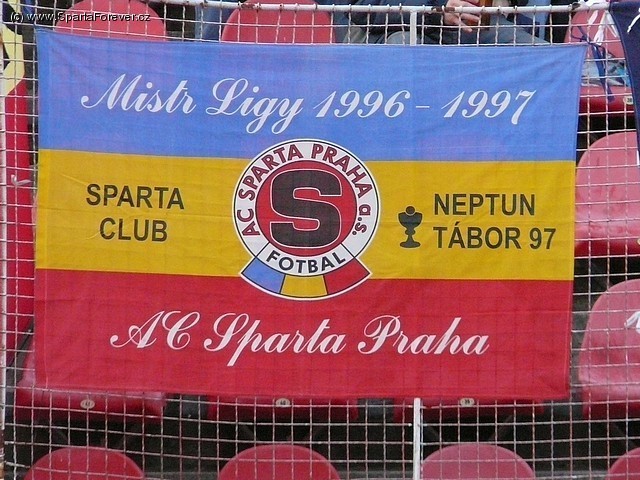 (c) www.SpartaForever.cz
Mistr Ligy 1996 - 1997
SPARTA
CLUB
AC SPARTA PRAHA a.s.
S
FOTBAL
NEPTUN
TÁBOR 97
AC Sparta Praha